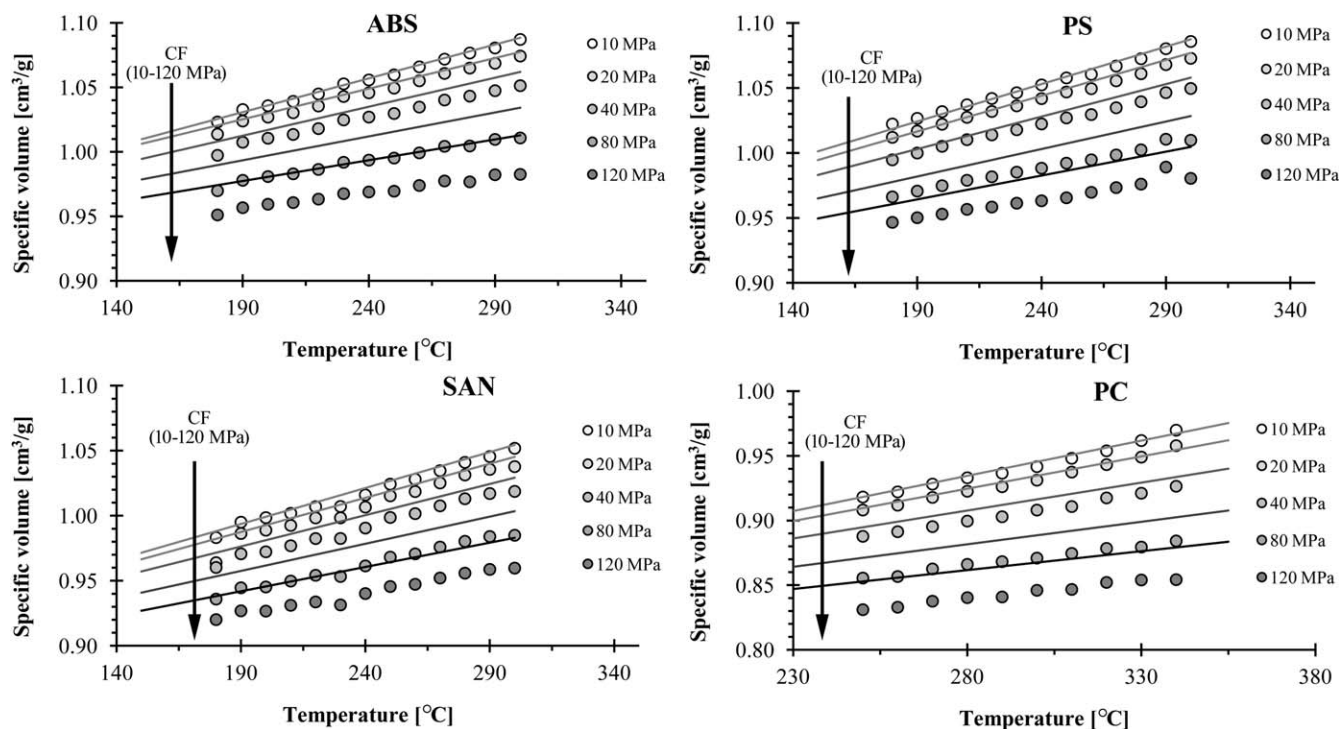 ABS
Specific volume [cm³/g]
1.10
1.05
1.00
0.95
0.90
CF
(10-120 MPa)
10 MPa
20 MPa
40 MPa
80 MPa
120 MPa
140
190
240
290
340
Temperature [°C]
PS
Specific volume [cm³/g]
1.10
1.05
1.00
0.95
0.90
CF
(10-120 MPa)
10 MPa
20 MPa
40 MPa
80 MPa
120 MPa
140
190
240
290
340
Temperature [°C]
SAN
Specific volume [cm³/g]
1.10
1.05
1.00
0.95
0.90
CF
(10-120 MPa)
10 MPa
20 MPa
40 MPa
80 MPa
120 MPa
140
190
240
290
340
Temperature [°C]
PC
Specific volume [cm³/g]
1.00
0.95
0.90
0.85
0.80
CF
(10-120 MPa)
10 MPa
20 MPa
40 MPa
80 MPa
120 MPa
230
280
330
380
Temperature [°C]